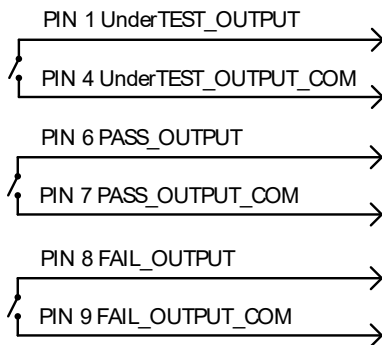 PIN 1 UnderTEST_OUTPUT
PIN 4 UnderTEST_OUTPUT_COM
PIN 6 PASS_OUTPUT
PIN 7 PASS_OUTPUT_COM
PIN 8 FAIL_OUTPUT
PIN 9 FAIL_OUTPUT_COM